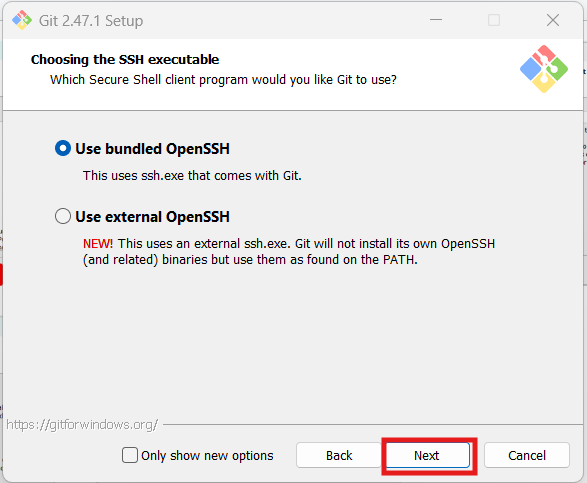 Git 2.47.1 Setup
Choosing the SSH executable
Which Secure Shell client program would you like Git to use?
Use bundled OpenSSH
This uses ssh.exe that comes with Git.
Use external OpenSSH
NEW! This uses an external ssh.exe. Git will not install its own OpenSSH
(and related) binaries but use them as found on the PATH.
https://gitforwindows.org/
Only show new options
Back
Next
Cancel